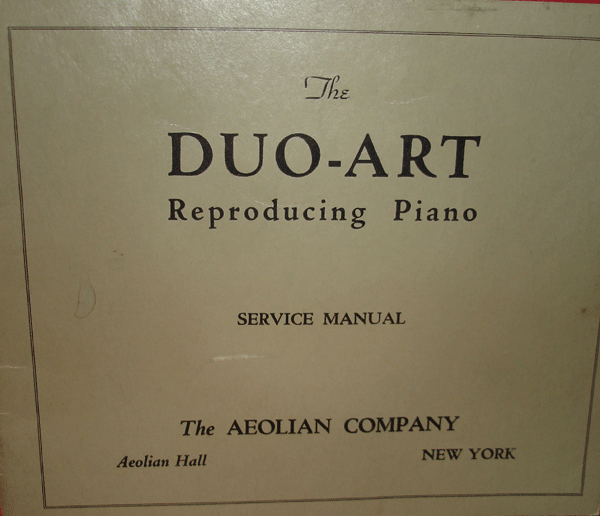 The
DUO-ART
Reproducing Piano
SERVICE MANUAL
The AEOLIAN COMPANY
Aeolian Hall NEW YORK